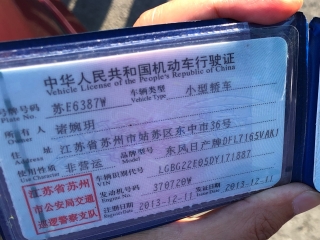 中华人民共和国机动车行驶证
Vehicle License of the People's Republic of China
号牌号码 苏E6387W 车辆类型 小型轿车
Plate No. Vehicle Type
所有人 诸婉玥
Owner
住址 江苏省苏州市姑苏区东中市36号
使用性质 非营运 品牌型号 东风日产牌DFL7165VAK1
Use Character Model
江苏省苏州
市公安局交通
巡逻警察支队
车辆识别代号 LGBG22E05DY171887
VIN
发动机号码 370720W
Engine No.
注册日期 2013-12-11 发证日期 2013-12-11
Register Date Issue Date